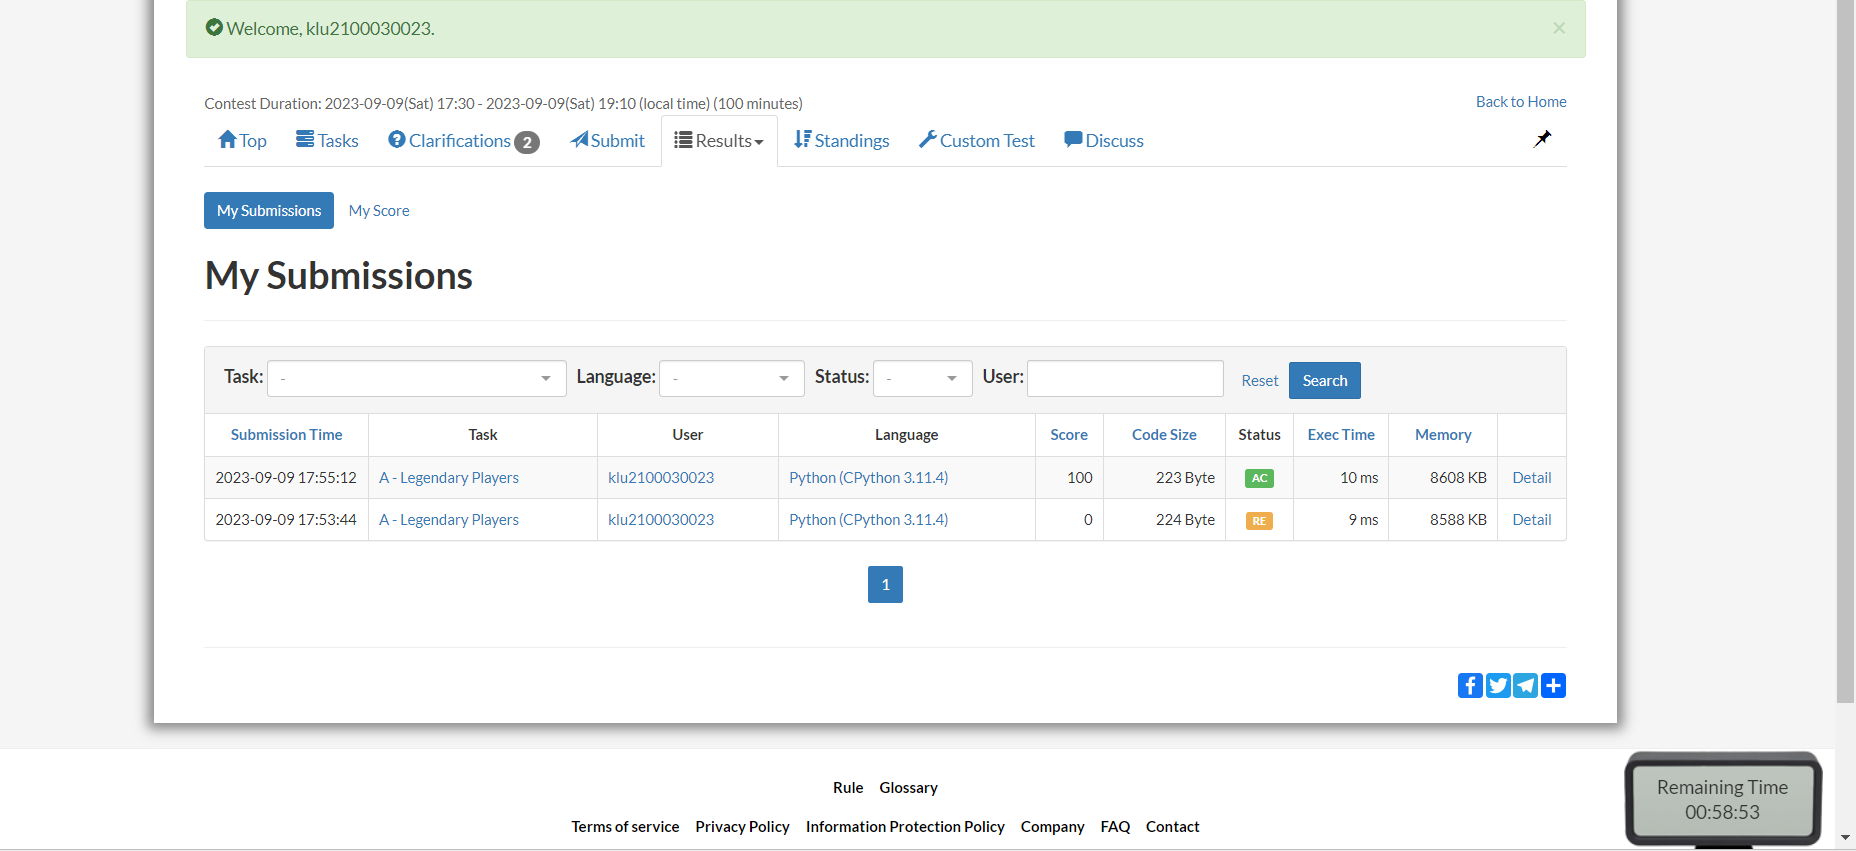 Welcome, klu2100030023.
×
Contest Duration: 2023-09-09(Sat) 17:30 - 2023-09-09(Sat) 19:10 (local time) (100 minutes)
Back to Home
Top Tasks Clarifications 2 Submit Results Standings Custom Test Discuss
My Submissions My Score
My Submissions
Task: - Language: - Status: - User: Reset Search
Submission Time Task User Language Score Code Size Status Exec Time Memory
2023-09-09 17:55:12 A - Legendary Players klu2100030023 Python (CPython 3.11.4) 100 223 Byte AC 10 ms 8608 KB Detail
2023-09-09 17:53:44 A - Legendary Players klu2100030023 Python (CPython 3.11.4) 0 224 Byte RE 9 ms 8588 KB Detail
1
Rule Glossary
Terms of service Privacy Policy Information Protection Policy Company FAQ Contact
Remaining Time
00:58:53